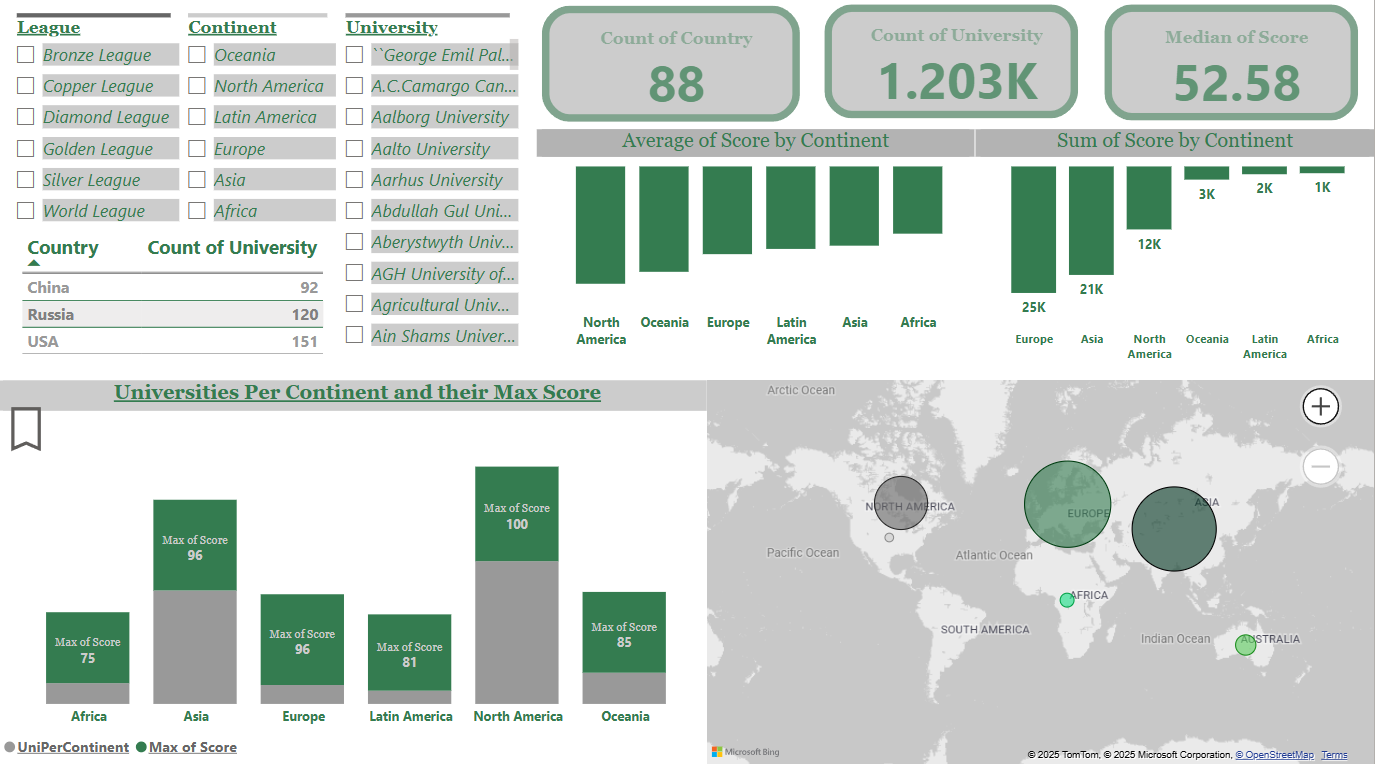 League
Bronze League
Copper League
Diamond League
Golden League
Silver League
World League
Continent
Oceania
North America
Latin America
Europe
Asia
Africa
University
``George Emil Pal...
A.C.Camargo Can...
Aalborg University
Aalto University
Aarhus University
Abdullah Gul Uni...
Aberystwyth Univ...
AGH University of...
Agricultural Univ...
Ain Shams Univer...
Country Count of University
China 92
Russia 120
USA 151
Count of Country
88
Count of University
1.203K
Median of Score
52.58
Average of Score by Continent
North
America
Oceania
Europe
Latin
America
Asia
Africa
Sum of Score by Continent
25K
21K
12K
3K
2K
1K
Europe
Asia
North
America
Oceania
Latin
America
Africa
Universities Per Continent and their Max Score
Max of Score
75
Max of Score
96
Max of Score
96
Max of Score
81
Max of Score
100
Max of Score
85
Africa
Asia
Europe
Latin America
North America
Oceania
UniPerContinent Max of Score
Arctic Ocean
NORTH AMERICA
EUROPE
ASIA
Pacific Ocean
Atlantic Ocean
AFRICA
SOUTH AMERICA
Indian Ocean
AUSTRALIA
Microsoft Bing
© 2025 TomTom, © 2025 Microsoft Corporation, © OpenStreetMap Terms